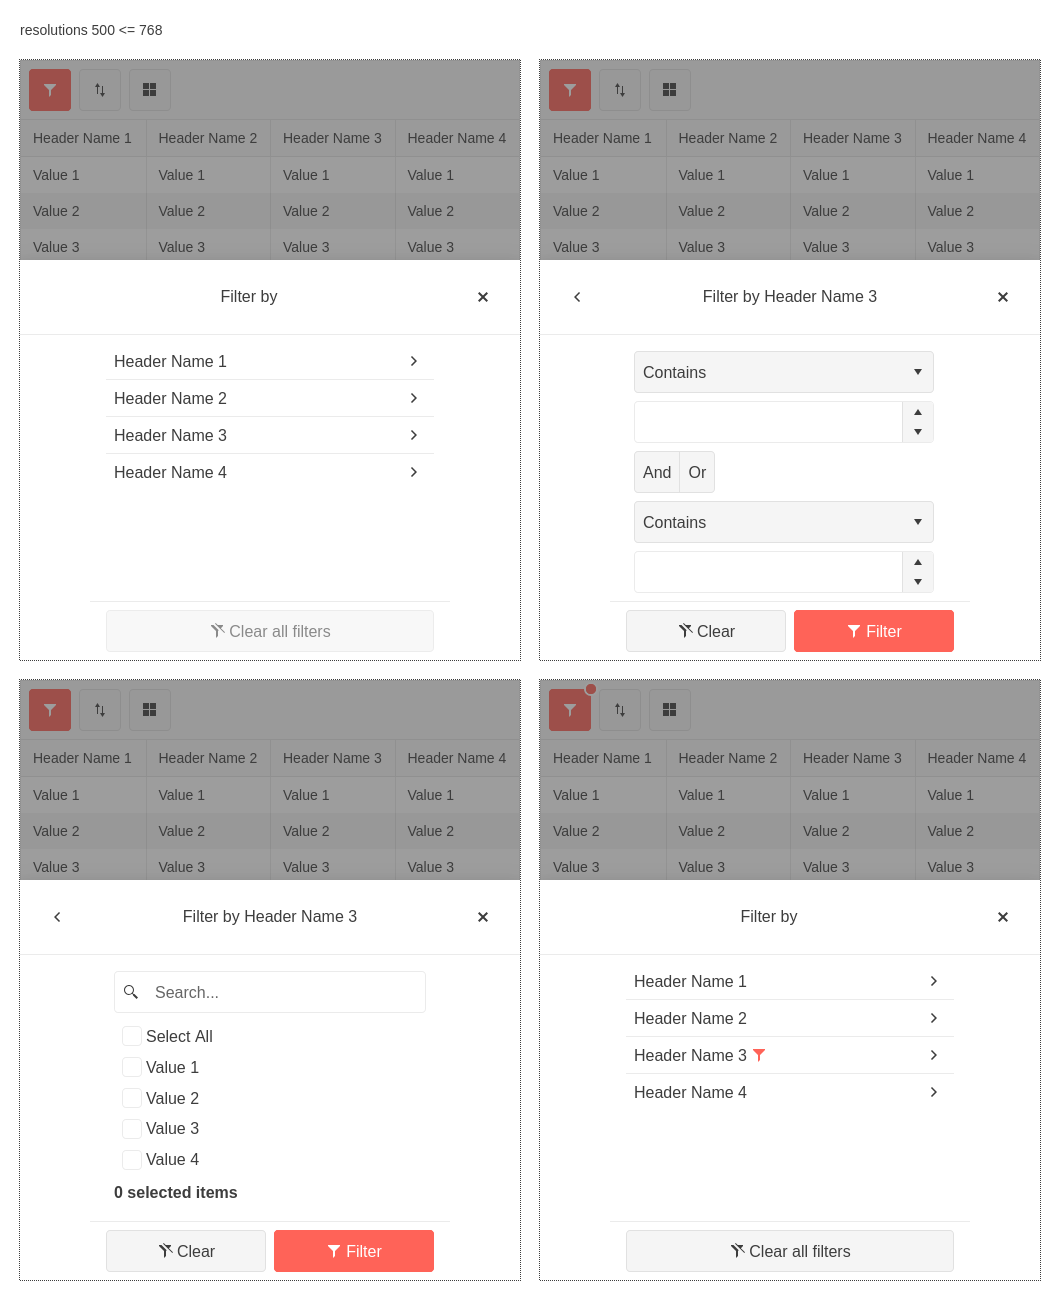 resolutions 500 <= 768
Header Name 1 Header Name 2 Header Name 3 Header Name 4
Value 1 Value 1 Value 1 Value 1
Value 2 Value 2 Value 2 Value 2
Value 3 Value 3 Value 3 Value 3
Filter by
Header Name 1
Header Name 2
Header Name 3
Header Name 4
Clear all filters
Header Name 1 Header Name 2 Header Name 3 Header Name 4
Value 1 Value 1 Value 1 Value 1
Value 2 Value 2 Value 2 Value 2
Value 3 Value 3 Value 3 Value 3
Filter by Header Name 3
Contains
And Or
Contains
Clear Filter
Header Name 1 Header Name 2 Header Name 3 Header Name 4
Value 1 Value 1 Value 1 Value 1
Value 2 Value 2 Value 2 Value 2
Value 3 Value 3 Value 3 Value 3
Filter by Header Name 3
Search...
Select All
Value 1
Value 2
Value 3
Value 4
0 selected items
Clear Filter
Header Name 1 Header Name 2 Header Name 3 Header Name 4
Value 1 Value 1 Value 1 Value 1
Value 2 Value 2 Value 2 Value 2
Value 3 Value 3 Value 3 Value 3
Filter by
Header Name 1
Header Name 2
Header Name 3
Header Name 4
Clear all filters